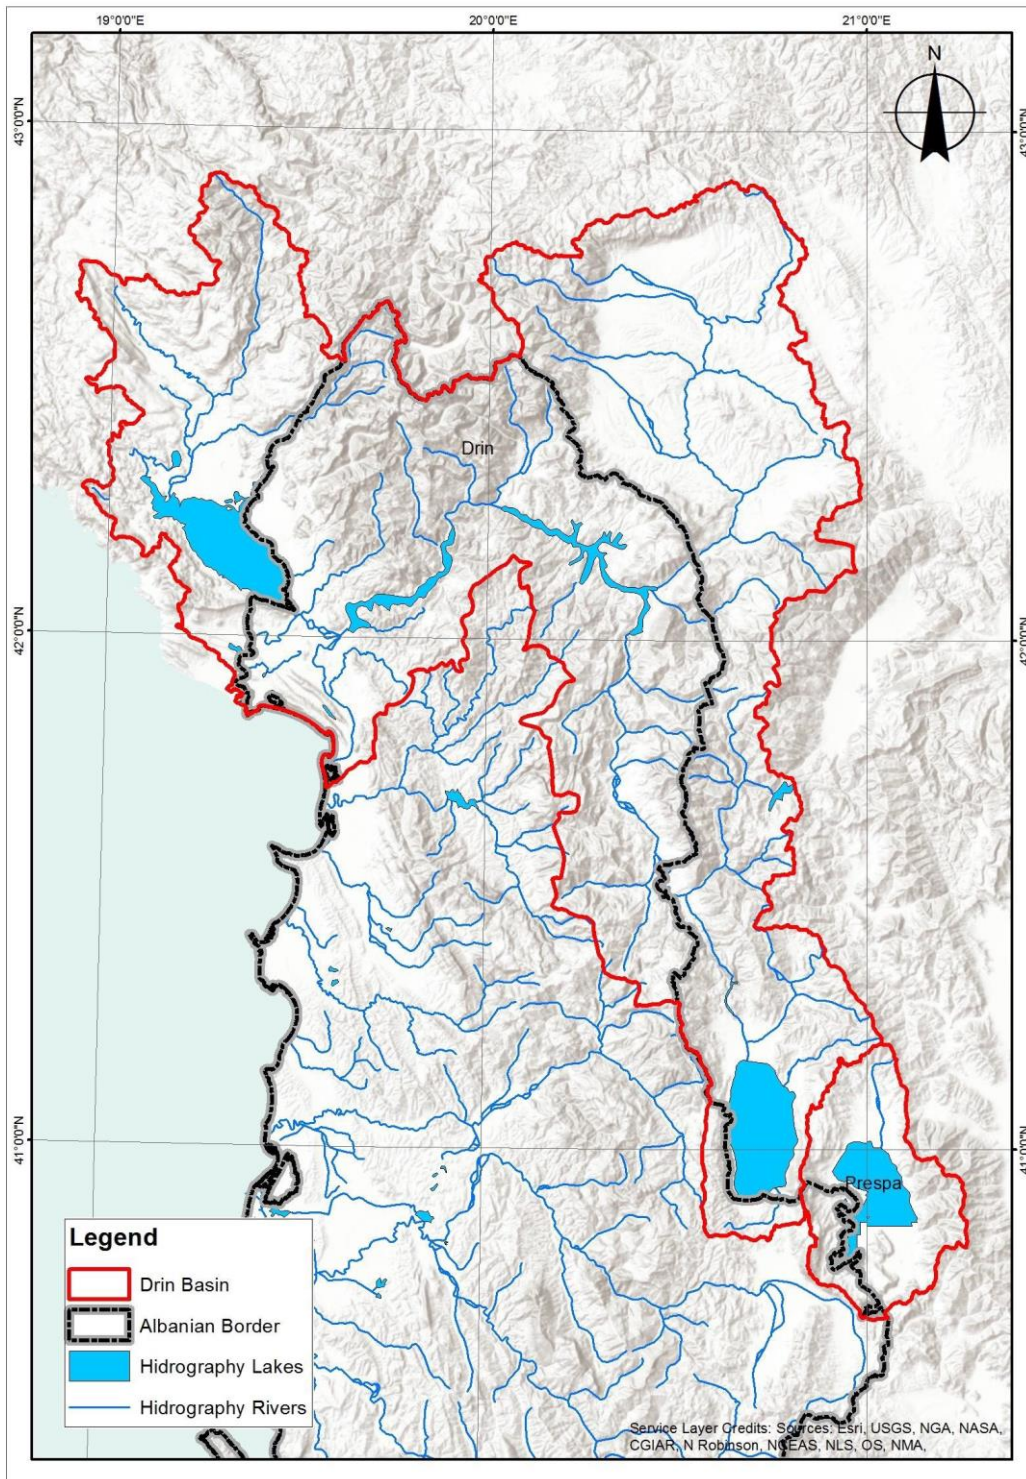 19°0'0"E
20°0'0"E
21°0'0"E
N
43°0'0"N
43°0'0"N
Drin
42°0'0"N
42°0'0"N
41°0'0"N
41°0'0"N
Prespa
Legend
Drin Basin
Albanian Border
Hidrography Lakes
Hidrography Rivers
Service Layer Credits: Sources: Esri, USGS, NGA, NASA,
CGIAR, N Robinson, NCEAS, NLS, OS, NMA,